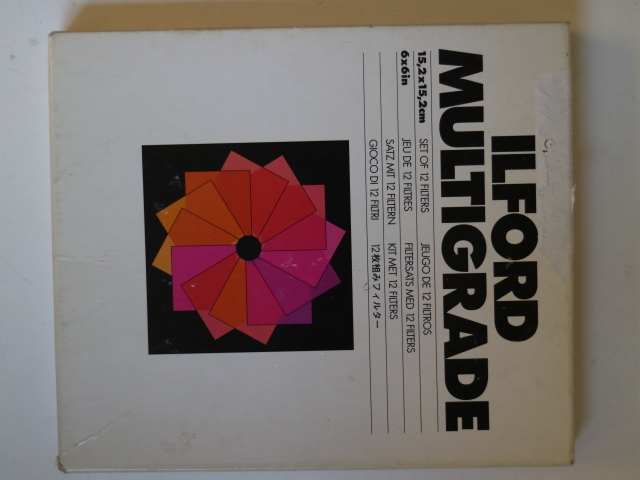 ILFORD
MULTIGRADE
15,2x15,2cm SET OF 12 FILTERS JEUGO DE 12 FILTROS
6x6in JEU DE 12 FILTRES FILTERSATS MED 12 FILTERS
SATZ MIT 12 FILTERN KIT MET 12 FILTERS
GIOCO DI 12 FILTRI 12枚組みフィルター